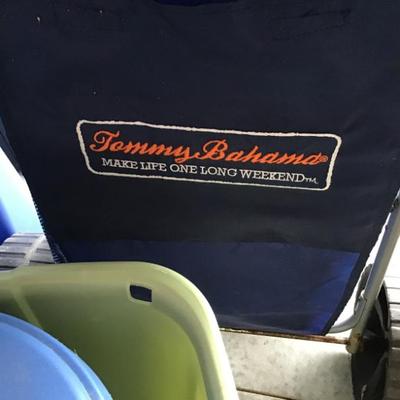 Tommy Bahama®
MAKE LIFE ONE LONG WEEKEND™